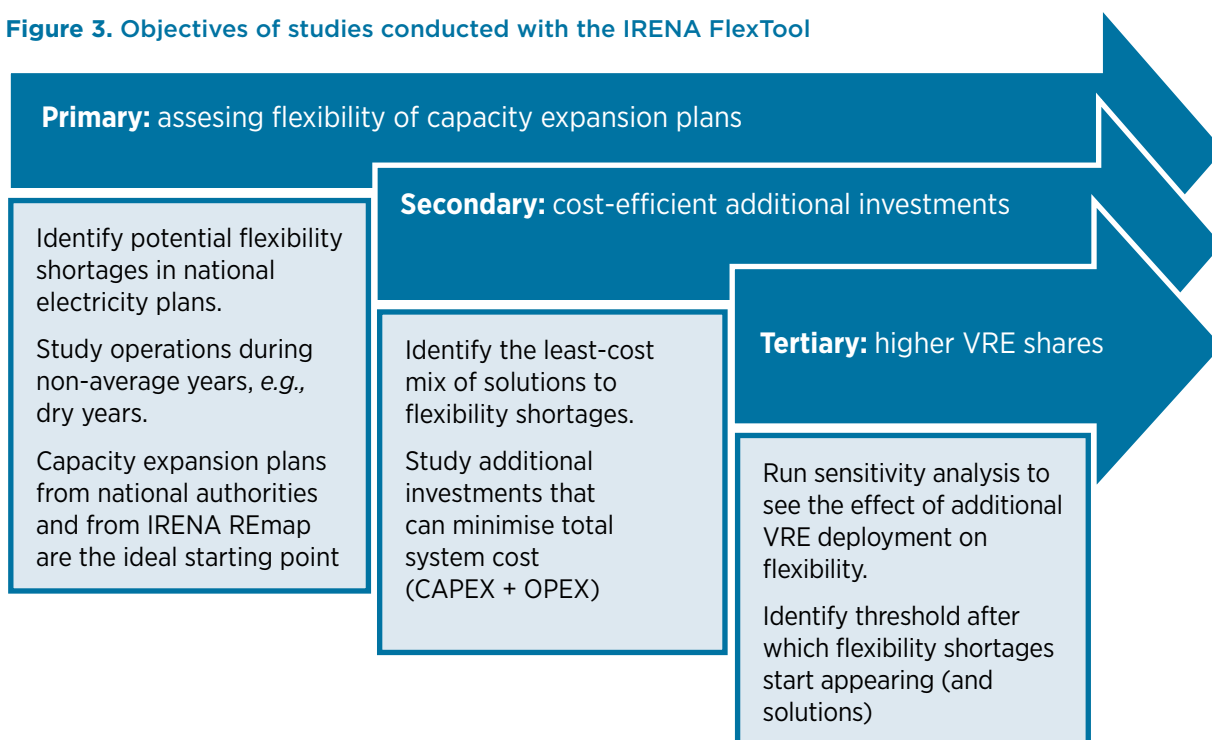 Figure 3. Objectives of studies conducted with the IRENA FlexTool
Primary: assesing flexibility of capacity expansion plans
Identify potential flexibility
shortages in national
electricity plans.
Study operations during
non-average years, e.g.,
dry years.
Capacity expansion plans
from national authorities
and from IRENA REmap
are the ideal starting point
Secondary: cost-efficient additional investments
Identify the least-cost
mix of solutions to
flexibility shortages.
Study additional
investments that
can minimise total
system cost
(CAPEX + OPEX)
Tertiary: higher VRE shares
Run sensitivity analysis to
see the effect of additional
VRE deployment on
flexibility.
Identify threshold after
which flexibility shortages
start appearing (and
solutions)